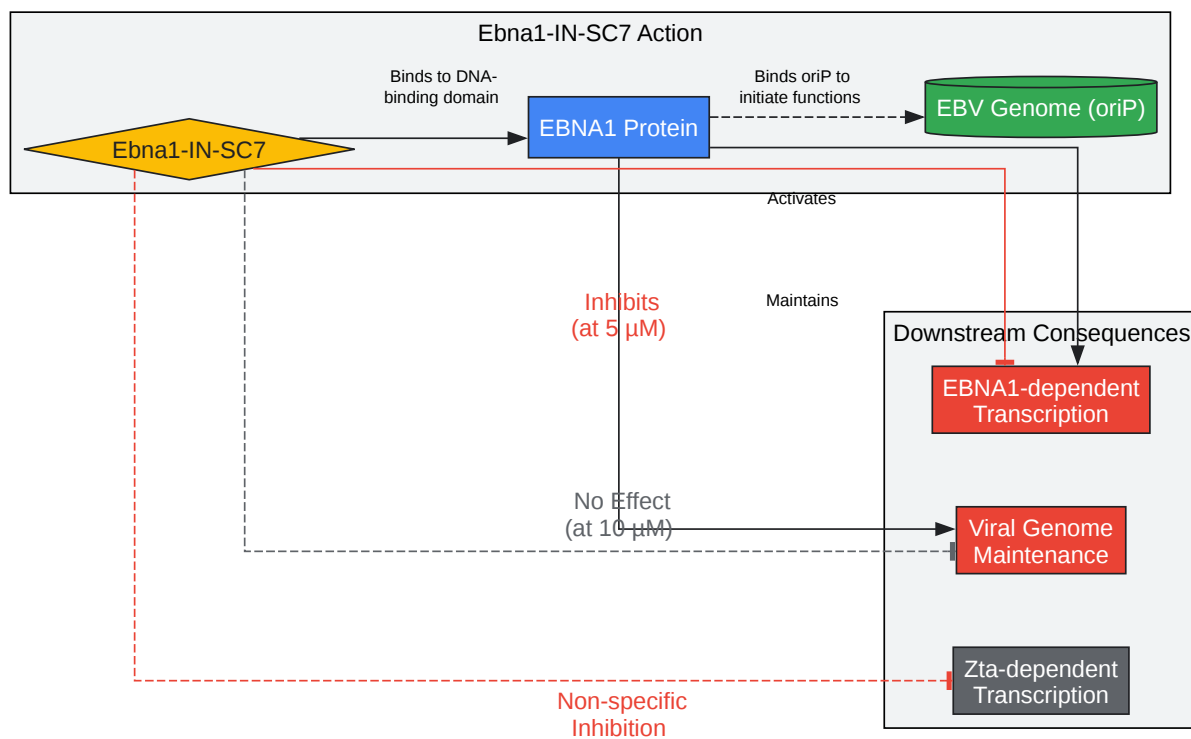 Ebna1-IN-SC7 Action
Binds to DNA-
binding domain
Binds oriP to
initiate functions
EBV Genome (oriP)
EBNA1 Protein
Ebna1-IN-SC7
Activates
Inhibits
(at 5 µM)
Maintains
Downstream Consequences
EBNA1-dependent
Transcription
No Effect
(at 10 µM)
Viral Genome
Maintenance
Zta-dependent
Transcription
Non-specific
Inhibition